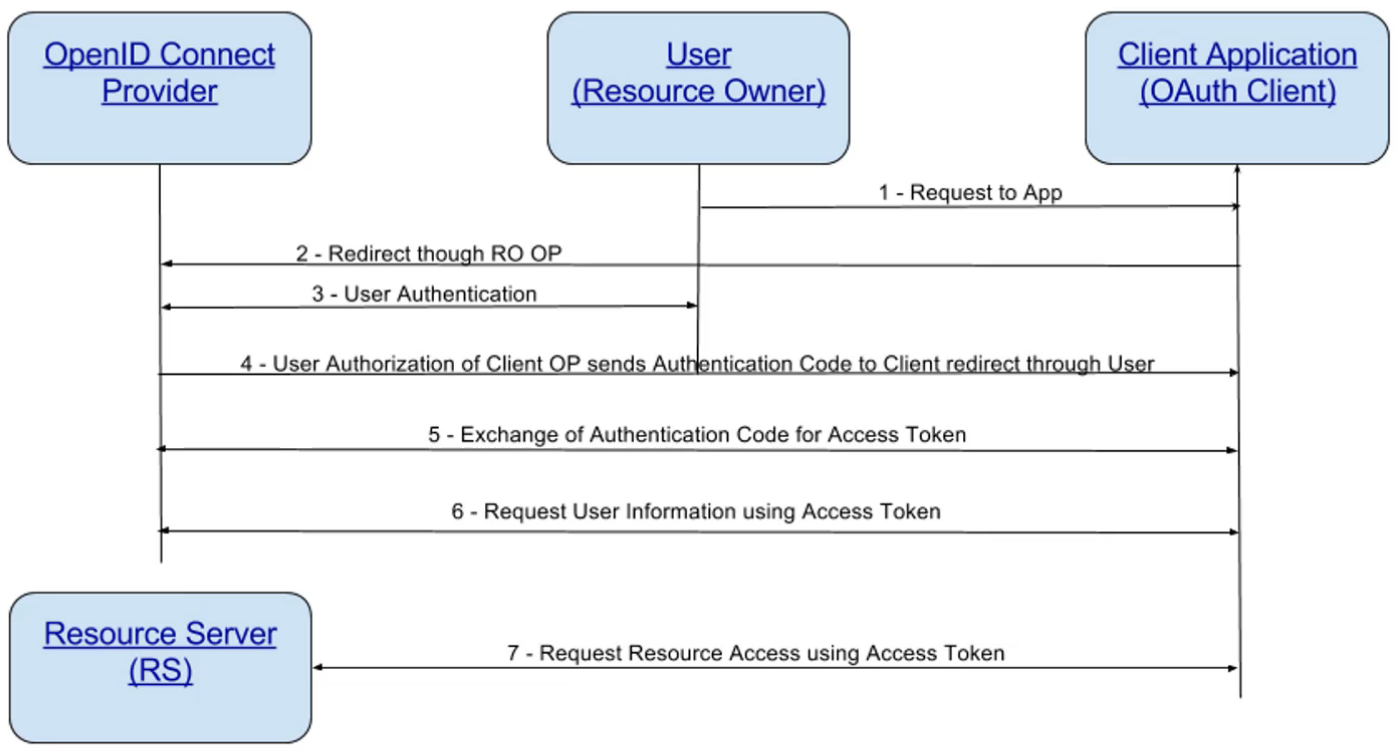 OpenID Connect
Provider
User
(Resource Owner)
Client Application
(OAuth Client)
1 - Request to App
2 - Redirect though RO OP
3 - User Authentication
4 - User Authorization of Client OP sends Authentication Code to Client redirect through User
5 - Exchange of Authentication Code for Access Token
6 - Request User Information using Access Token
Resource Server
(RS)
7 - Request Resource Access using Access Token